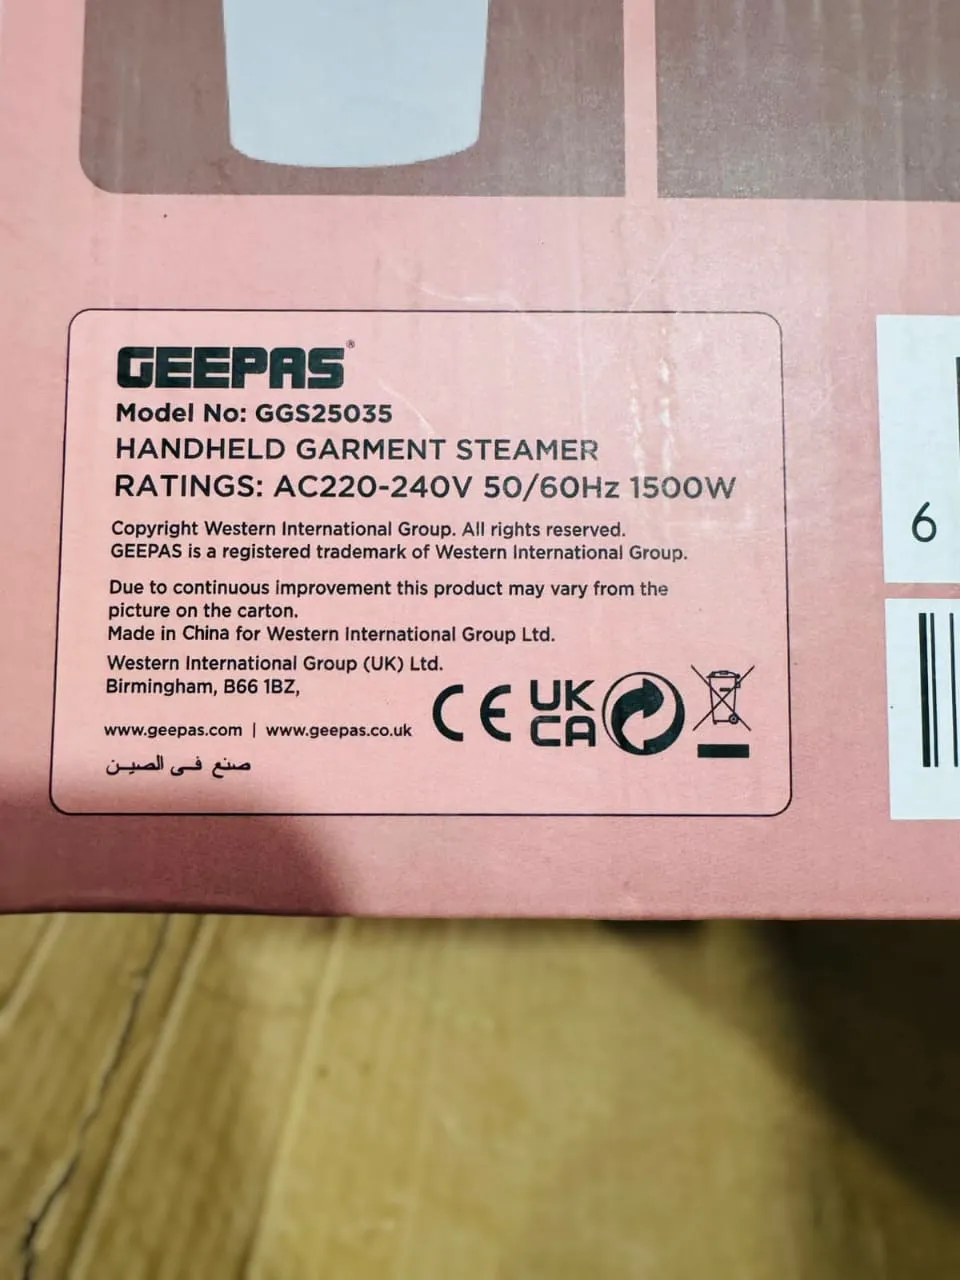 GEEPAS®
Model No: GGS25035
HANDHELD GARMENT STEAMER
RATINGS: AC220-240V 50/60Hz 1500W
Copyright Western International Group. All rights reserved.
GEEPAS is a registered trademark of Western International Group.
Due to continuous improvement this product may vary from the
picture on the carton.
Made in China for Western International Group Ltd.
Western International Group (UK) Ltd.
Birmingham, B66 1BZ,
www.geepas.com | www.geepas.co.uk
صنع في الصين
CE
UK
CA
6